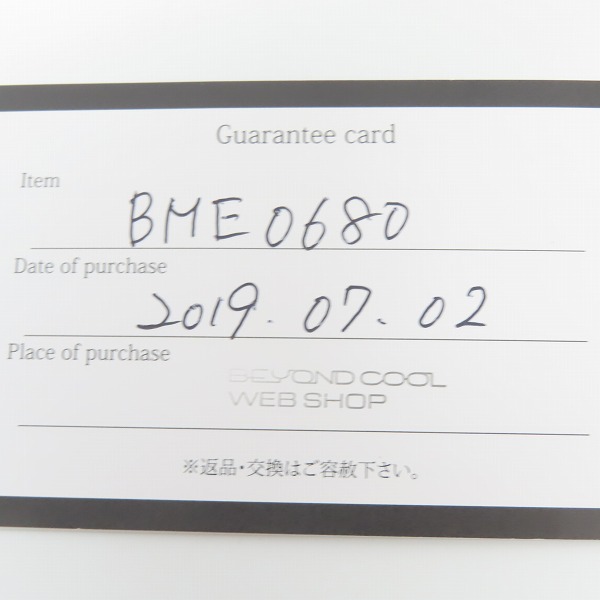 Guarantee card
Item
BME0680
Date of purchase
2019.07.02
Place of purchase
BEYOND COOL
WEB SHOP
※返品・交換はご容赦下さい。